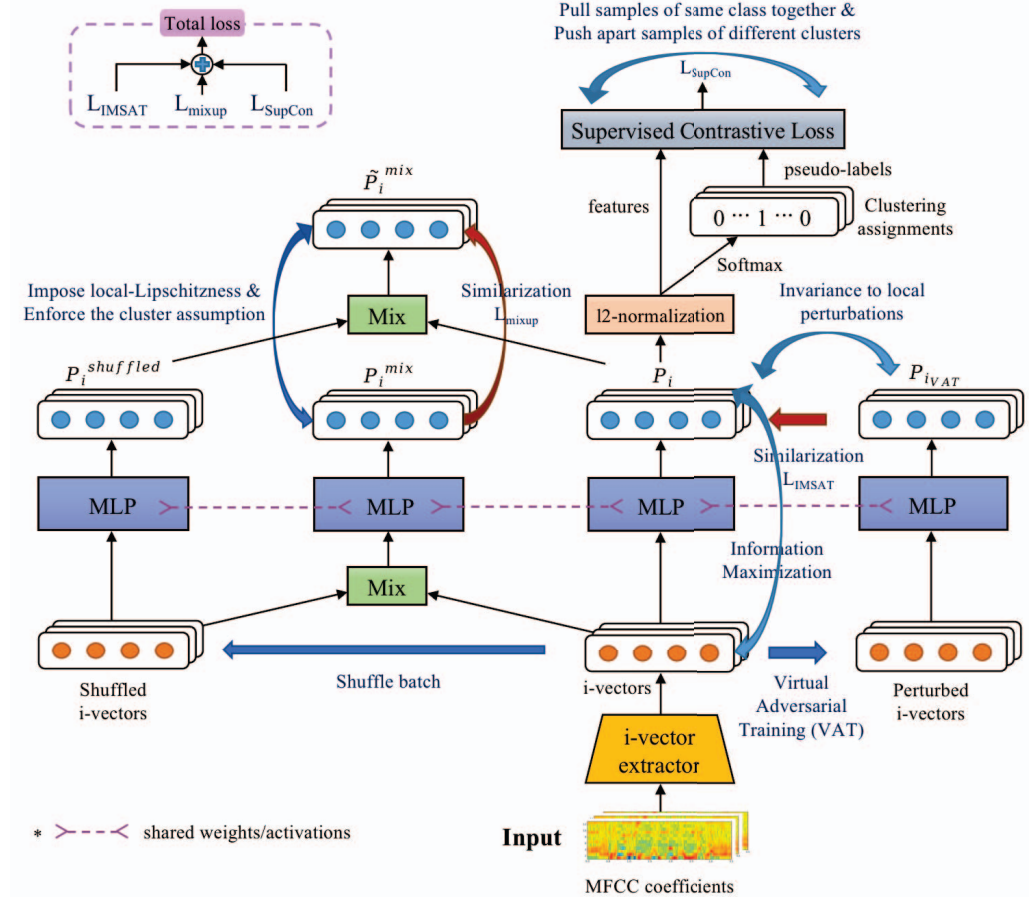 Total loss
L_IMSAT L_mixup L_SupCon
Pull samples of same class together &
Push apart samples of different clusters
L_SupCon
Supervised Contrastive Loss
pseudo-labels
features
0 ··· 1 ··· 0
Clustering
assignments
Softmax
P̃_i^mix
Impose local-Lipschitzness &
Enforce the cluster assumption
Mix
Similarization
L_mixup
l2-normalization
Invariance to local
perturbations
P_i^shuffled
P_i^mix
P_i
P_i_VAT
Similarization
L_IMSAT
MLP MLP MLP MLP
Information
Maximization
Mix
Shuffled
i-vectors
Shuffle batch
i-vectors
Virtual
Adversarial
Training (VAT)
Perturbed
i-vectors
i-vector
extractor
* shared weights/activations
Input
MFCC coefficients